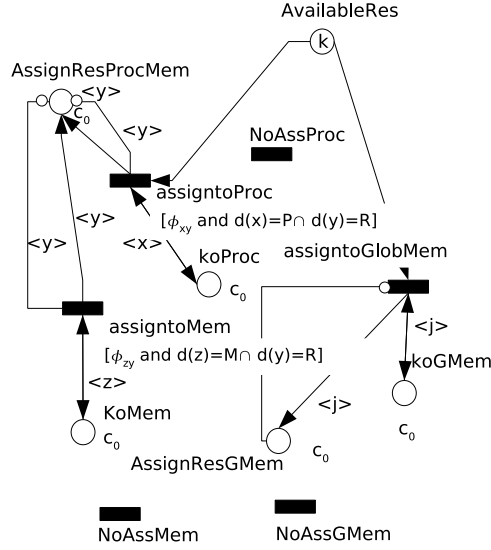 AvailableRes
k
AssignResProcMem
<y>
c₀
<y>
NoAssProc
assigntoProc
[ϕxy and d(x)=P∩ d(y)=R]
<y>
<y>
<x>
koProc
assigntoGlobMem
c₀
assigntoMem
[ϕzy and d(z)=M∩ d(y)=R]
<j>
koGMem
<z>
KoMem
<j>
c₀
c₀
c₀
AssignResGMem
NoAssMem
NoAssGMem